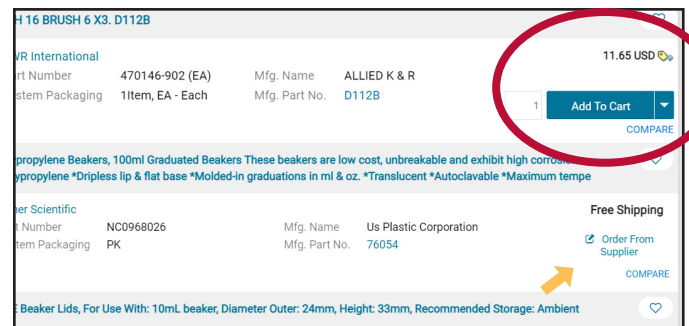 H 16 BRUSH 6 X3. D112B
WR International
11.65 USD
rt Number 470146-902 (EA) Mfg. Name ALLIED K & R
stem Packaging 1Item, EA - Each Mfg. Part No. D112B
1 Add To Cart
COMPARE
ypropylene Beakers, 100ml Graduated Beakers These beakers are low cost, unbreakable and exhibit high corrosi
ypropylene *Dripless lip & flat base *Molded-in graduations in ml & oz. *Translucent *Autoclavable *Maximum tempe
her Scientific
Free Shipping
t Number NC0968026 Mfg. Name Us Plastic Corporation
tem Packaging PK Mfg. Part No. 76054
Order From
Supplier
COMPARE
E Beaker Lids, For Use With: 10mL beaker, Diameter Outer: 24mm, Height: 33mm, Recommended Storage: Ambient